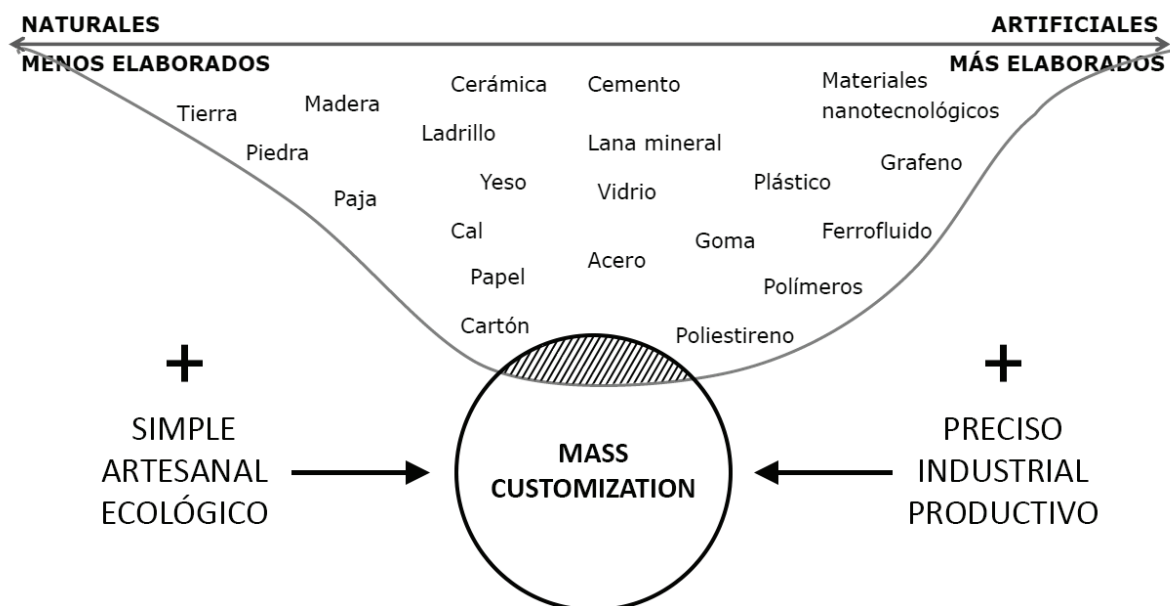 NATURALES
ARTIFICIALES
MENOS ELABORADOS
MÁS ELABORADOS
Tierra
Madera
Cerámica
Cemento
Materiales
nanotecnológicos
Piedra
Ladrillo
Lana mineral
Grafeno
Paja
Yeso
Vidrio
Plástico
Cal
Acero
Goma
Ferrofluido
Papel
Polímeros
Cartón
Poliestireno
+
SIMPLE
ARTESANAL
ECOLÓGICO
MASS
CUSTOMIZATION
+
PRECISO
INDUSTRIAL
PRODUCTIVO